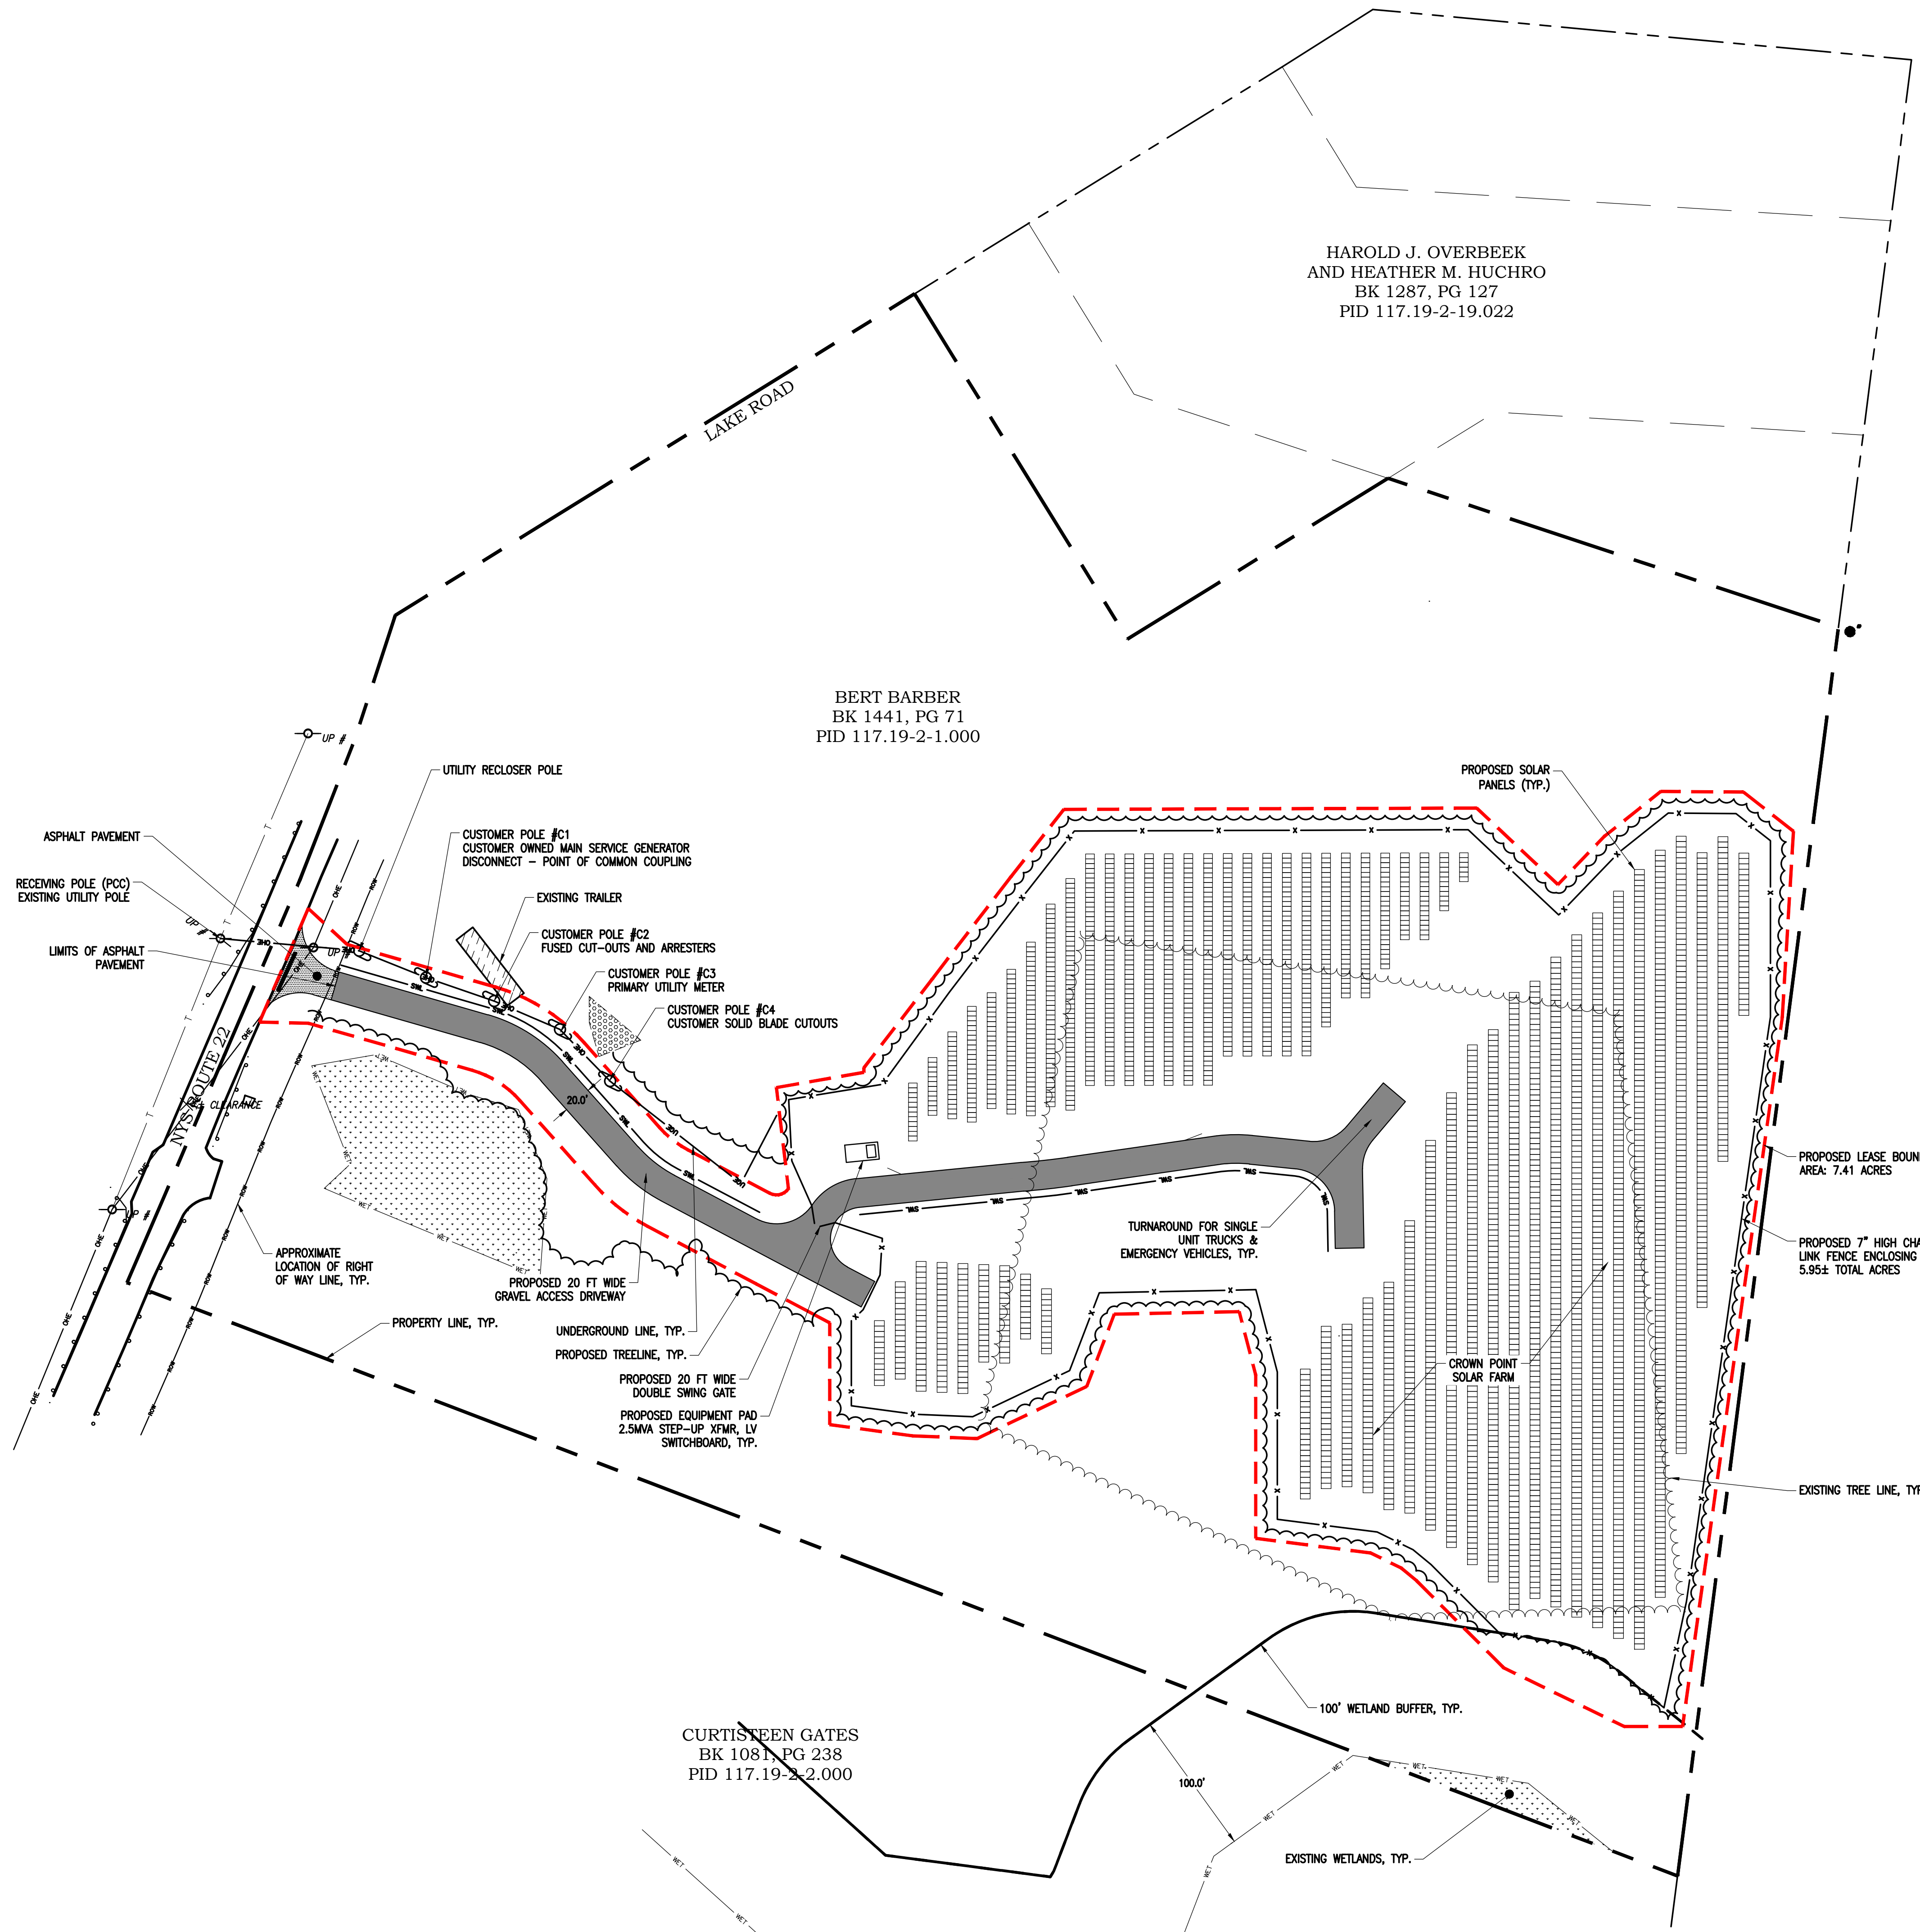 HAROLD J. OVERBEEK
AND HEATHER M. HUCHRO
BK 1287, PG 127
PID 117.19-2-19.022
LAKE ROAD
BERT BARBER
BK 1441, PG 71
PID 117.19-2-1.000
UP #
UTILITY RECLOSER POLE
PROPOSED SOLAR
PANELS (TYP.)
ASPHALT PAVEMENT
CUSTOMER POLE #C1
CUSTOMER OWNED MAIN SERVICE GENERATOR
DISCONNECT – POINT OF COMMON COUPLING
RECEIVING POLE (PCC)
EXISTING UTILITY POLE
EXISTING TRAILER
UP #
CUSTOMER POLE #C2
FUSED CUT-OUTS AND ARRESTERS
LIMITS OF ASPHALT
PAVEMENT
UP #
CUSTOMER POLE #C3
PRIMARY UTILITY METER
CUSTOMER POLE #C4
CUSTOMER SOLID BLADE CUTOUTS
NYS ROUTE 22
CLEARANCE
20.0'
UP #
PROPOSED LEASE BOUN
AREA: 7.41 ACRES
TURNAROUND FOR SINGLE
UNIT TRUCKS &
EMERGENCY VEHICLES, TYP.
PROPOSED 7" HIGH CHA
LINK FENCE ENCLOSING
5.95± TOTAL ACRES
APPROXIMATE
LOCATION OF RIGHT
OF WAY LINE, TYP.
PROPOSED 20 FT WIDE
GRAVEL ACCESS DRIVEWAY
PROPERTY LINE, TYP.
UNDERGROUND LINE, TYP.
PROPOSED TREELINE, TYP.
CROWN POINT
SOLAR FARM
PROPOSED 20 FT WIDE
DOUBLE SWING GATE
PROPOSED EQUIPMENT PAD
2.5MVA STEP-UP XFMR, LV
SWITCHBOARD, TYP.
EXISTING TREE LINE, TYP
100' WETLAND BUFFER, TYP.
CURTISTEEN GATES
BK 1081, PG 238
PID 117.19-2-2.000
100.0'
EXISTING WETLANDS, TYP.